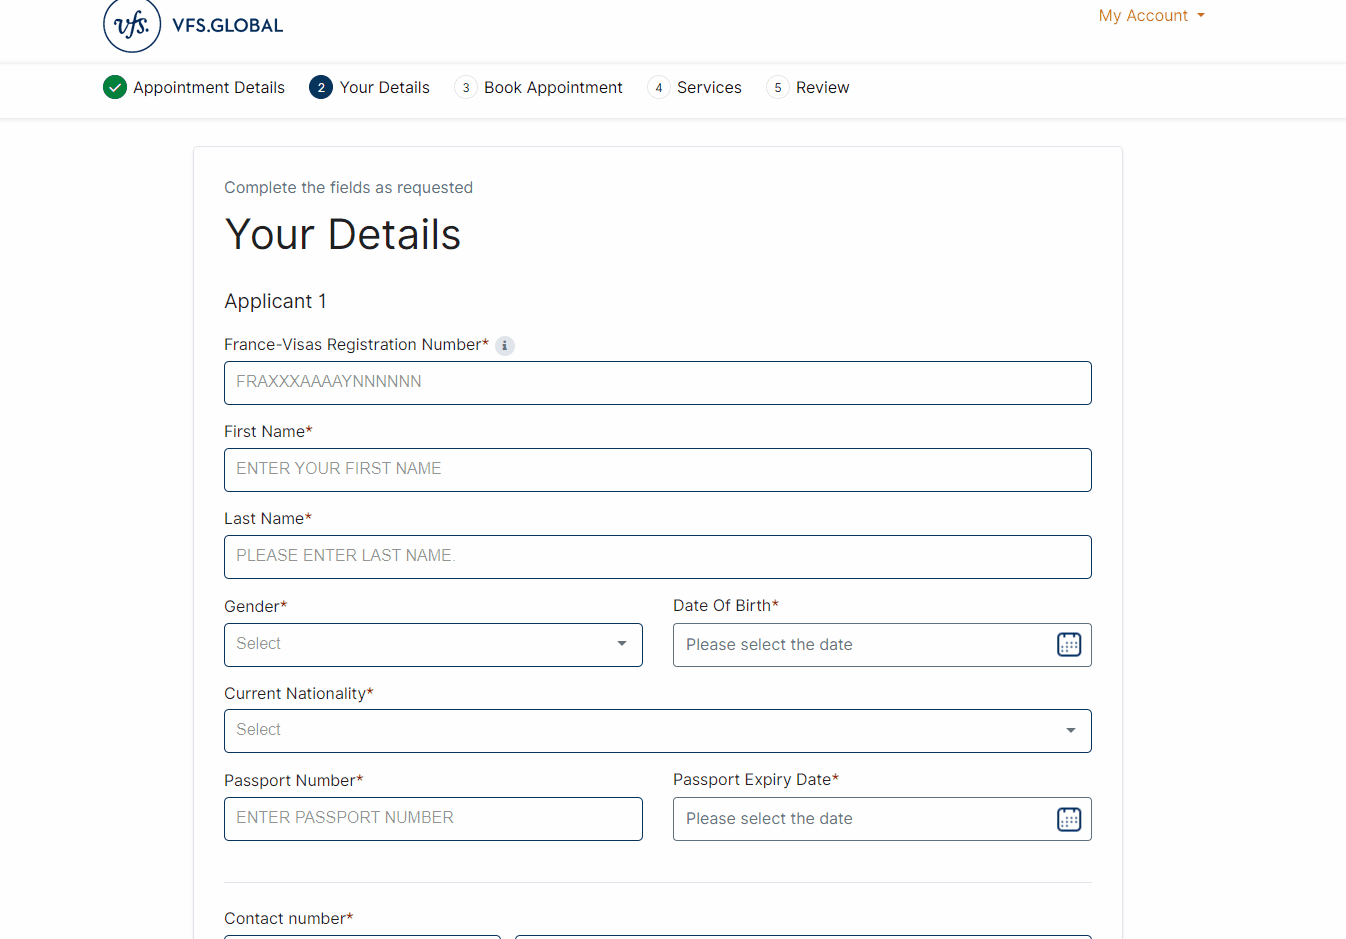 vfs. VFS.GLOBAL
My Account
Appointment Details 2 Your Details 3 Book Appointment 4 Services 5 Review
Complete the fields as requested
Your Details
Applicant 1
France-Visas Registration Number* i
FRAXXXAAAAYNNNNNN
First Name*
ENTER YOUR FIRST NAME
Last Name*
PLEASE ENTER LAST NAME.
Gender* Date Of Birth*
Select Please select the date
Current Nationality*
Select
Passport Number* Passport Expiry Date*
ENTER PASSPORT NUMBER Please select the date
Contact number*